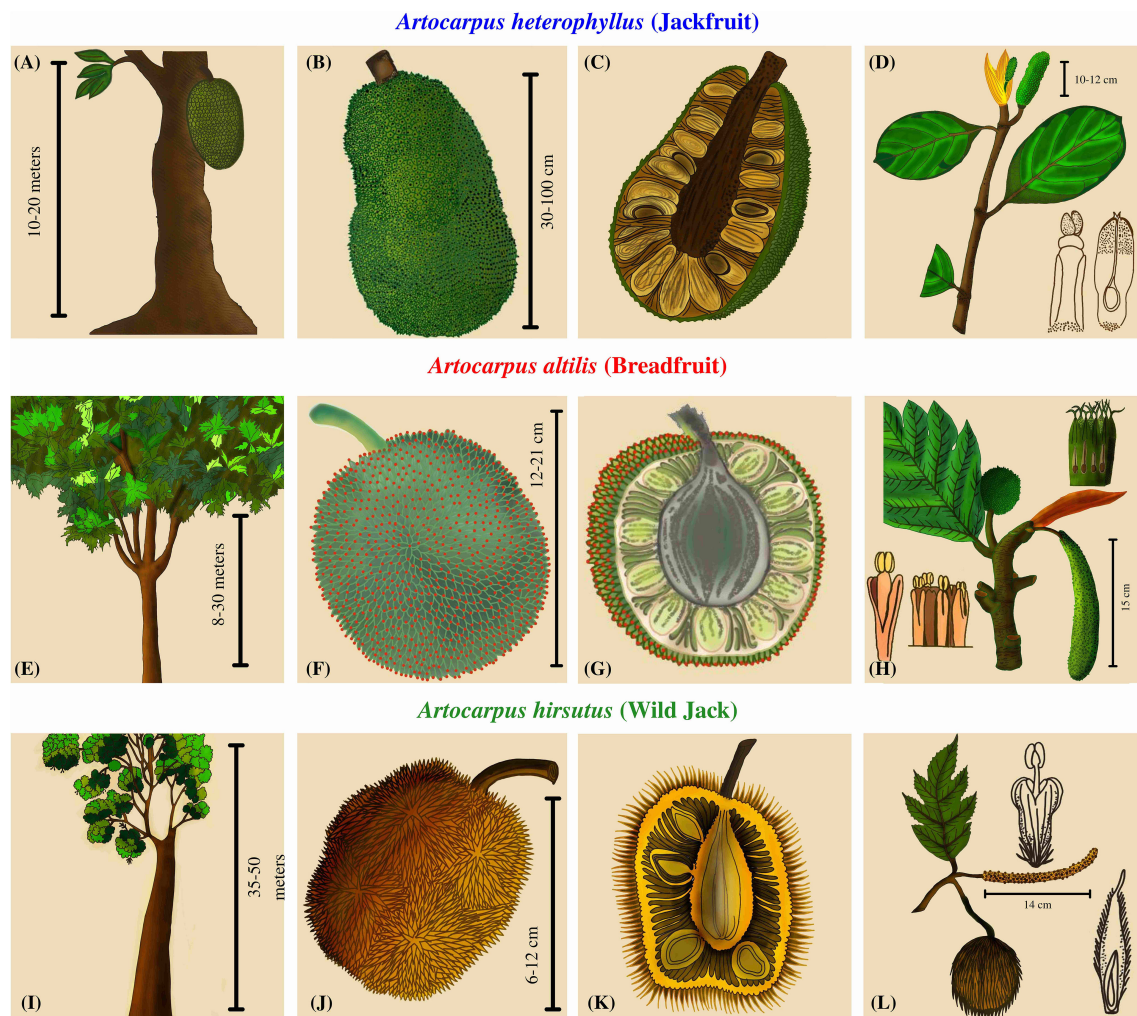 Artocarpus heterophyllus (Jackfruit)
(A)
10-20 meters
(B)
30-100 cm
(C)
(D)
10-12 cm
Artocarpus altilis (Breadfruit)
(E)
8-30 meters
(F)
12-21 cm
(G)
(H)
15 cm
Artocarpus hirsutus (Wild Jack)
(I)
35-50
meters
(J)
6-12 cm
(K)
(L)
14 cm